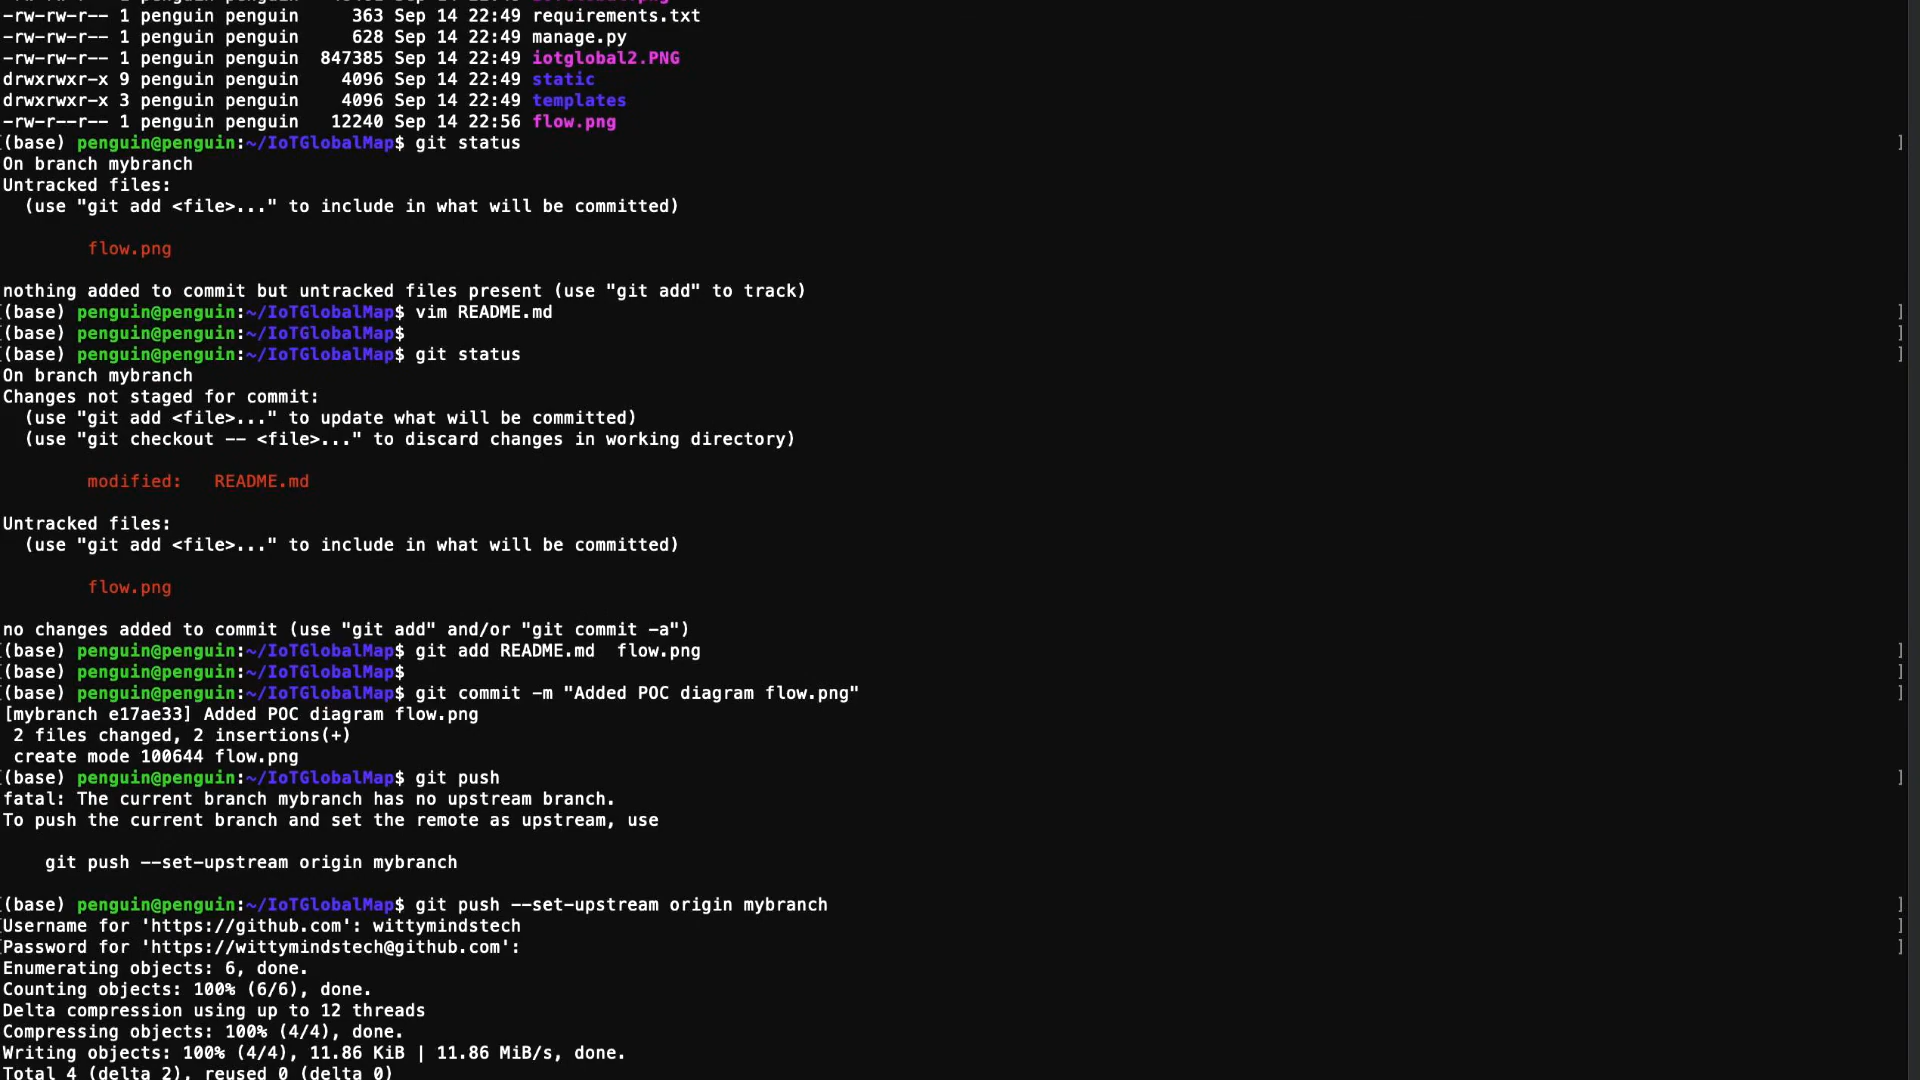 -rw-rw-r-- 1 penguin penguin    363 Sep 14 22:49 requirements.txt
-rw-rw-r-- 1 penguin penguin    628 Sep 14 22:49 manage.py
-rw-rw-r-- 1 penguin penguin 847385 Sep 14 22:49 iotglobal2.PNG
drwxrwxr-x 9 penguin penguin   4096 Sep 14 22:49 static
drwxrwxr-x 3 penguin penguin   4096 Sep 14 22:49 templates
-rw-r--r-- 1 penguin penguin  12240 Sep 14 22:56 flow.png
[(base) penguin@penguin:~/IoTGlobalMap$ git status ]
On branch mybranch
Untracked files:
  (use "git add <file>..." to include in what will be committed)
        flow.png
nothing added to commit but untracked files present (use "git add" to track)
[(base) penguin@penguin:~/IoTGlobalMap$ vim README.md ]
[(base) penguin@penguin:~/IoTGlobalMap$ ]
[(base) penguin@penguin:~/IoTGlobalMap$ git status ]
On branch mybranch
Changes not staged for commit:
  (use "git add <file>..." to update what will be committed)
  (use "git checkout -- <file>..." to discard changes in working directory)
        modified:   README.md
Untracked files:
  (use "git add <file>..." to include in what will be committed)
        flow.png
no changes added to commit (use "git add" and/or "git commit -a")
[(base) penguin@penguin:~/IoTGlobalMap$ git add README.md  flow.png ]
[(base) penguin@penguin:~/IoTGlobalMap$ ]
[(base) penguin@penguin:~/IoTGlobalMap$ git commit -m "Added POC diagram flow.png" ]
[mybranch e17ae33] Added POC diagram flow.png
 2 files changed, 2 insertions(+)
 create mode 100644 flow.png
[(base) penguin@penguin:~/IoTGlobalMap$ git push ]
fatal: The current branch mybranch has no upstream branch.
To push the current branch and set the remote as upstream, use
    git push --set-upstream origin mybranch
[(base) penguin@penguin:~/IoTGlobalMap$ git push --set-upstream origin mybranch ]
[Username for 'https://github.com': wittymindstech ]
[Password for 'https://wittymindstech@github.com': ]
Enumerating objects: 6, done.
Counting objects: 100% (6/6), done.
Delta compression using up to 12 threads
Compressing objects: 100% (4/4), done.
Writing objects: 100% (4/4), 11.86 KiB | 11.86 MiB/s, done.
Total 4 (delta 2), reused 0 (delta 0)